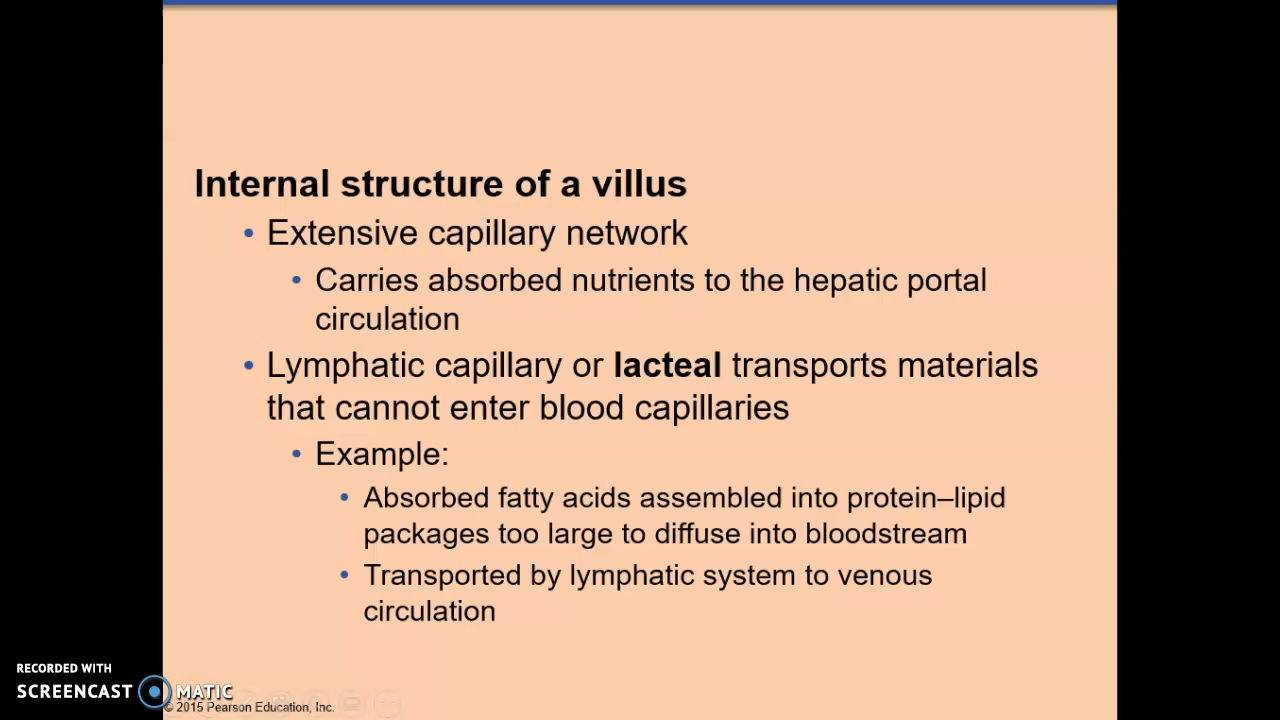 Internal structure of a villus
• Extensive capillary network
• Carries absorbed nutrients to the hepatic portal
circulation
• Lymphatic capillary or lacteal transports materials
that cannot enter blood capillaries
• Example:
• Absorbed fatty acids assembled into protein–lipid
packages too large to diffuse into bloodstream
• Transported by lymphatic system to venous
circulation
RECORDED WITH
SCREENCAST MATIC
© 2015 Pearson Education, Inc.